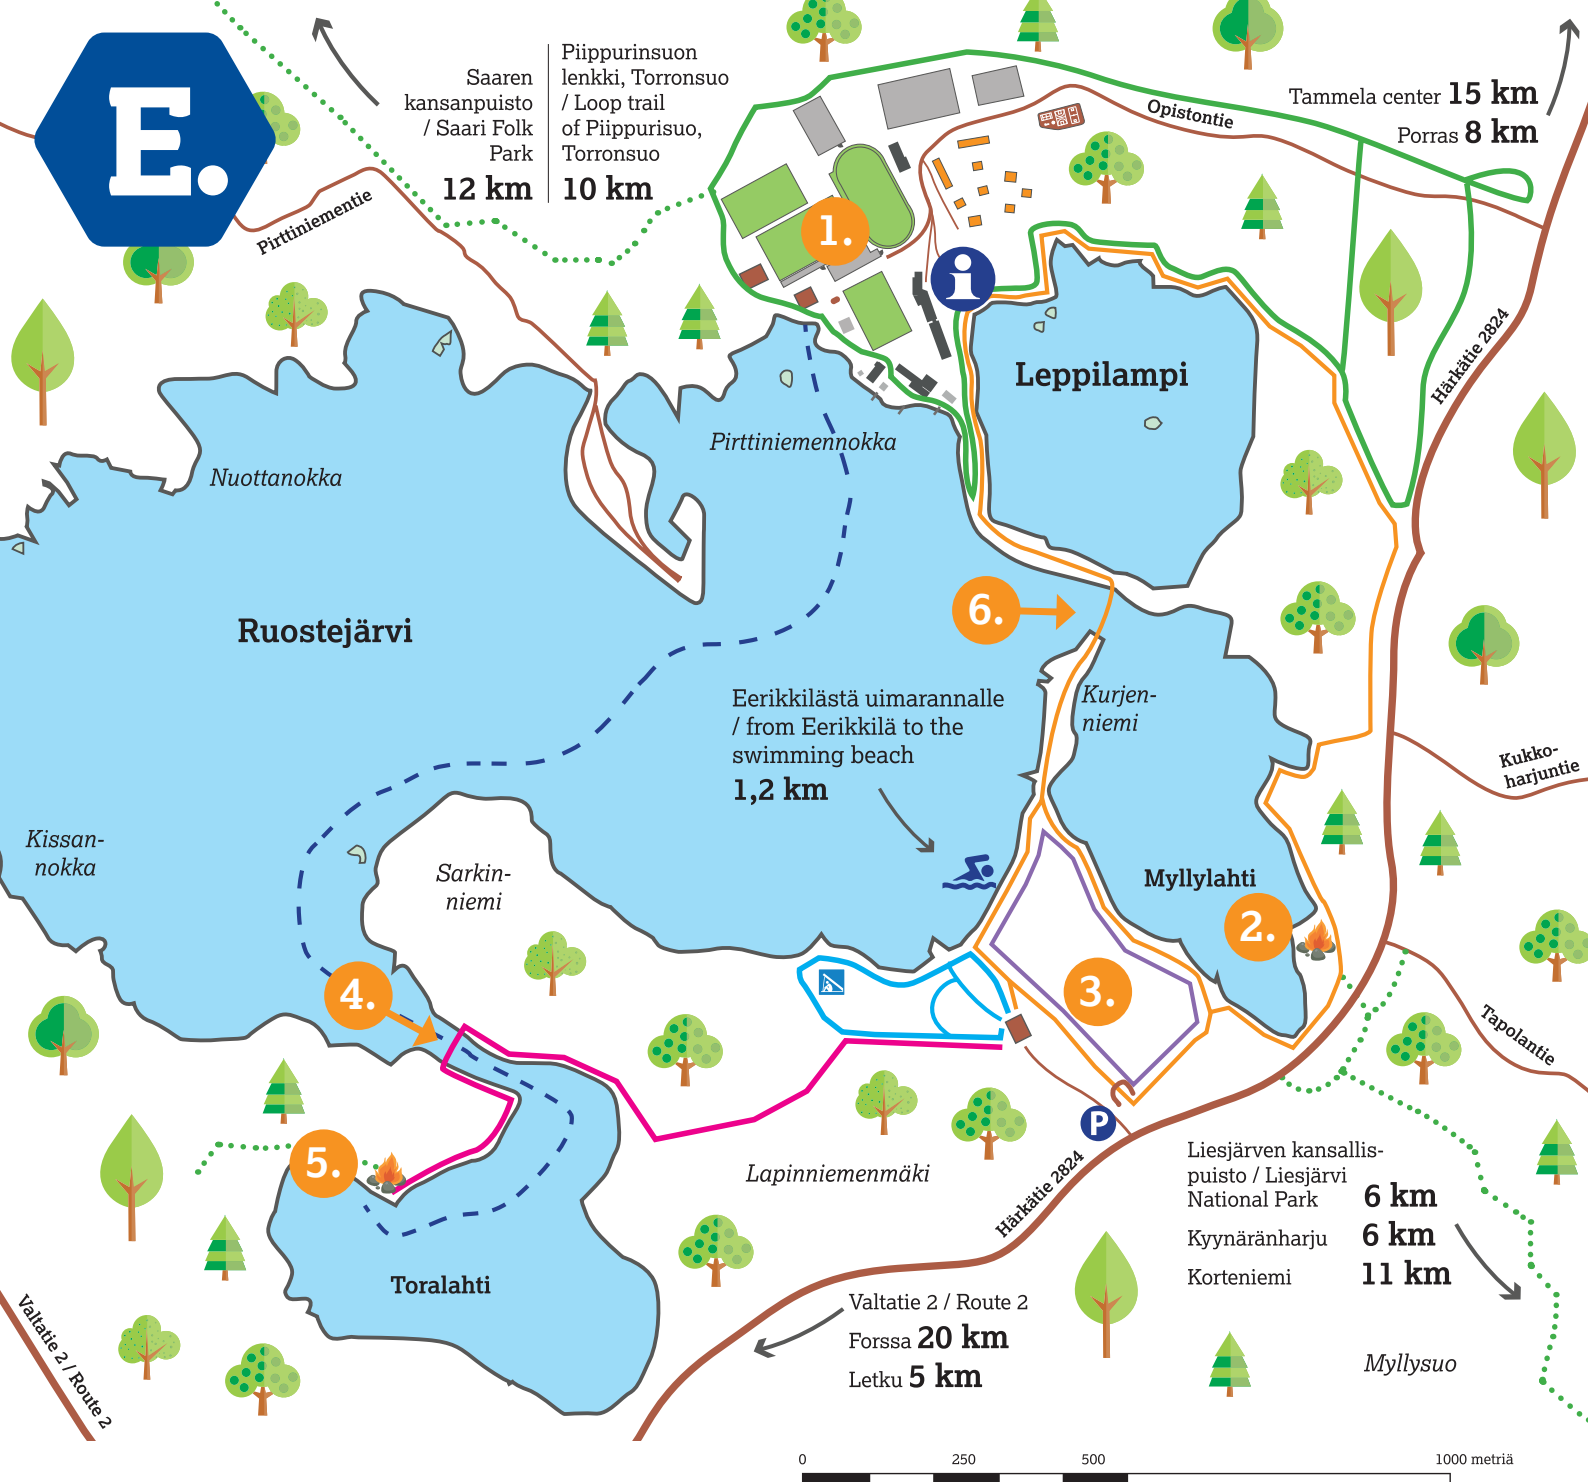 E.
Saaren
kansanpuisto
/ Saari Folk
Park
12 km
Piippurinsuon
lenkki, Torronsuo
/ Loop trail
of Piippurisuo,
Torronsuo
10 km
Tammela center 15 km
Porras 8 km
Opistontie
Pirttiniementie
1.
i
Leppilampi
Härkätie 2824
Pirttiniemennokka
Nuottanokka
Ruostejärvi
6.
Kurjen-
niemi
Eerikkilästä uimarannalle
/ from Eerikkilä to the
swimming beach
1,2 km
Kukko-
harjuntie
Kissan-
nokka
Sarkin-
niemi
Myllylahti
2.
3.
4.
Tapolantie
P
5.
Lapinniemenmäki
Härkätie 2824
Liesjärven kansallis-
puisto / Liesjärvi
National Park 6 km
Kyynäränharju 6 km
Korteniemi 11 km
Toralahti
Valtatie 2 / Route 2
Valtatie 2 / Route 2
Forssa 20 km
Letku 5 km
Myllysuo
0 250 500 1000 metriä